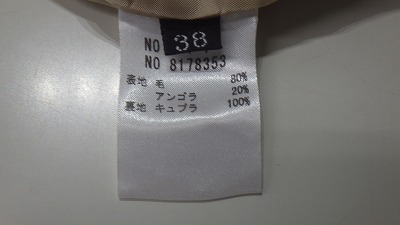 38
NO
NO 8178353
表地 毛 80%
アンゴラ 20%
裏地 キュプラ 100%